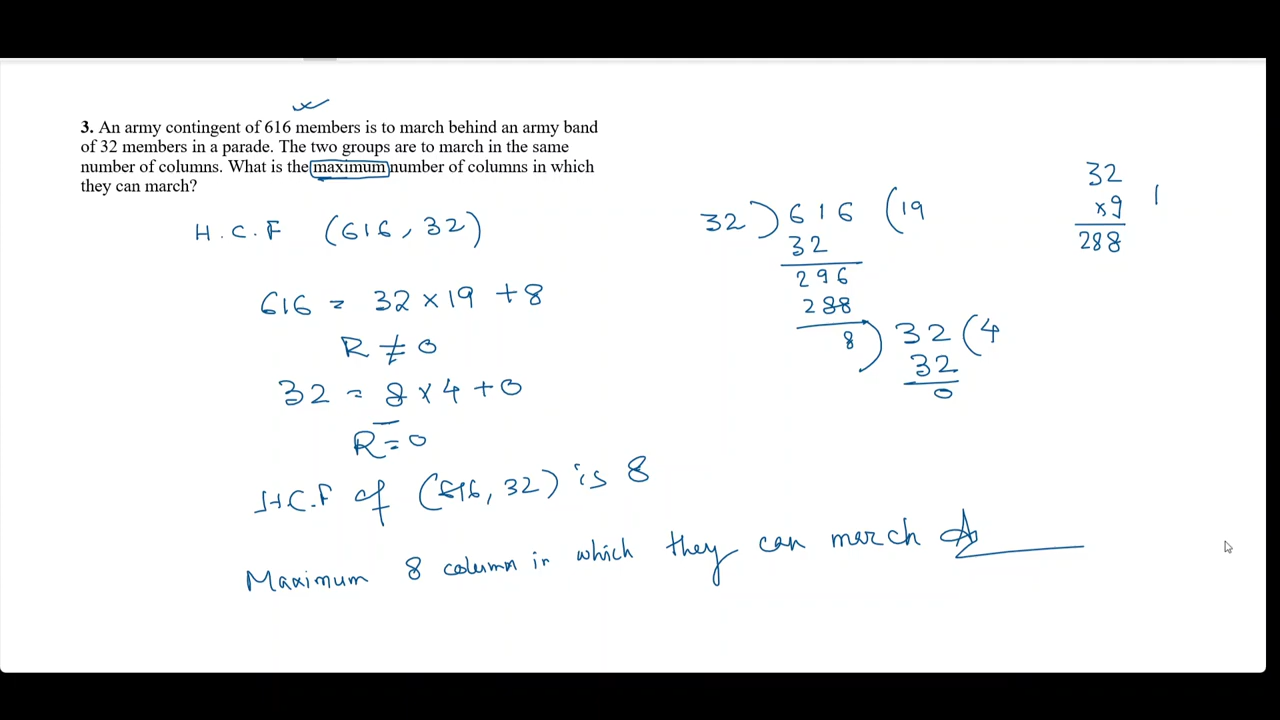 3. An army contingent of 616 members is to march behind an army band
of 32 members in a parade. The two groups are to march in the same
number of columns. What is the maximum number of columns in which
they can march?
H.C.F (616, 32)
616 = 32 × 19 + 8
R ≠ 0
32 = 8 × 4 + 0
R = 0
H.C.F of (616, 32) is 8
Maximum 8 column in which they can march
32 ) 616 ( 19
32
296
288
8 ) 32 ( 4
32
0
32
×9
288